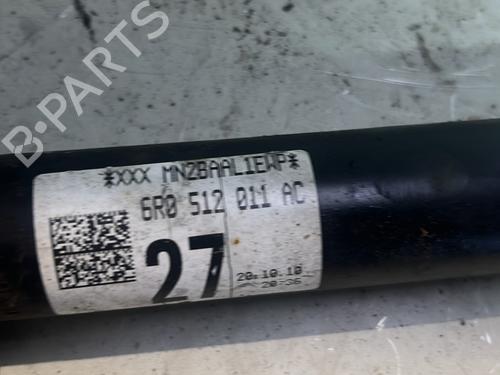 B-PARTS
*XXX MN2BAAL1EWP*
6R0 512 011 AC
27
20.10.10
20:36